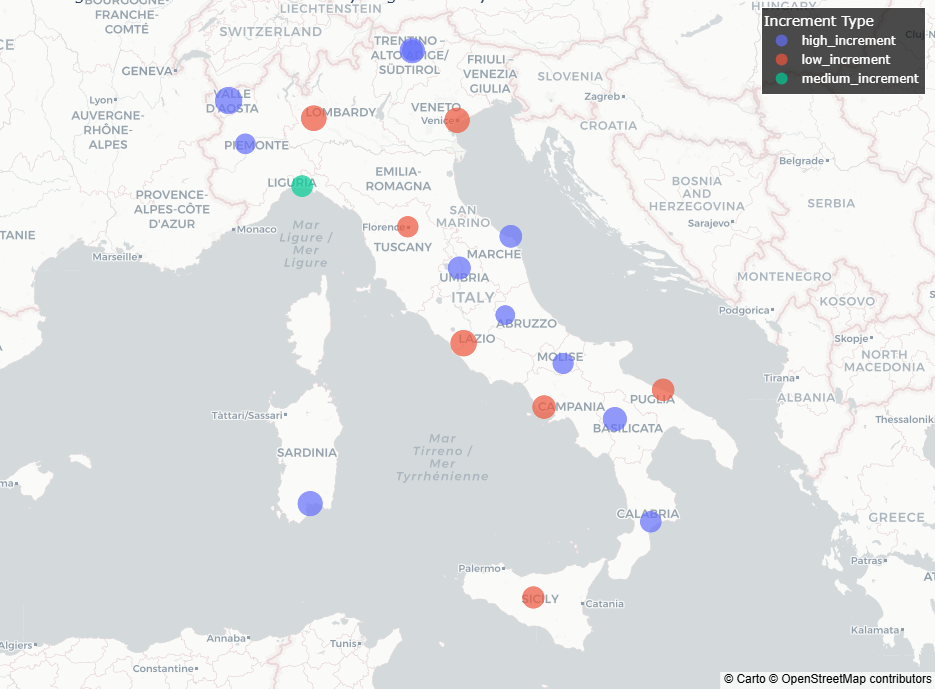 LIECHTENSTEIN
HUNGARY
BOURGOGNE-
FRANCHE-
COMTÉ
SWITZERLAND
Increment Type
high_increment
low_increment
medium_increment
TRENTINO –
ALTO ADIGE/
SÜDTIROL
FRIULI –
VENEZIA
GIULIA
GENEVA
SLOVENIA
Zagreb
CROATIA
Lyon
AUVERGNE-
RHÔNE-
ALPES
VALLE
D'AOSTA
LOMBARDY
VENETO
Venice
PIEMONTE
EMILIA-
ROMAGNA
LIGURIA
Belgrade
BOSNIA
AND
HERZEGOVINA
SERBIA
Sarajevo
PROVENCE-
ALPES-CÔTE
D'AZUR
Monaco
Mar
Ligure /
Mer
Ligure
Florence
TUSCANY
SAN
MARINO
MARCHE
TANIE
Marseille
UMBRIA
ITALY
ABRUZZO
MONTENEGRO
KOSOVO
Podgorica
LAZIO
MOLISE
Skopje
NORTH
MACEDONIA
Tirana
ALBANIA
CAMPANIA
PUGLIA
BASILICATA
Thessaloniki
Tàttari/Sassari
SARDINIA
Mar
Tirreno /
Mer
Tyrrhénienne
CALABRIA
GREECE
Palermo
SICILY
Catania
Patras
Kalamata
Algiers
Annaba
Tunis
Constantine
© Carto © OpenStreetMap contributors